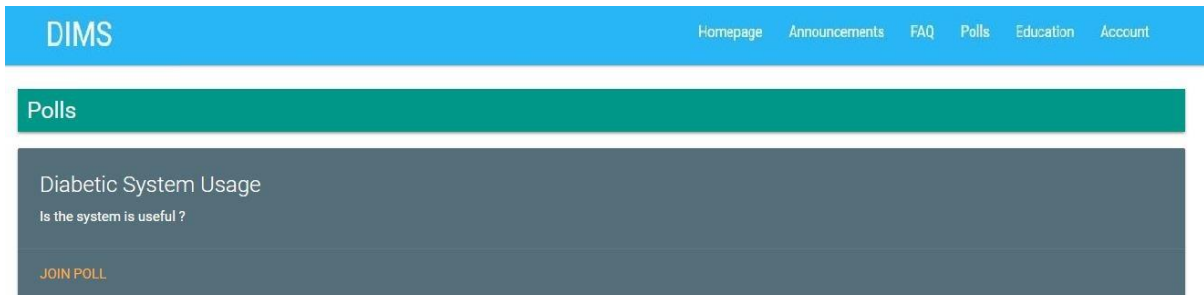 DIMS
Homepage Announcements FAQ Polls Education Account
Polls
Diabetic System Usage
Is the system is useful ?
JOIN POLL